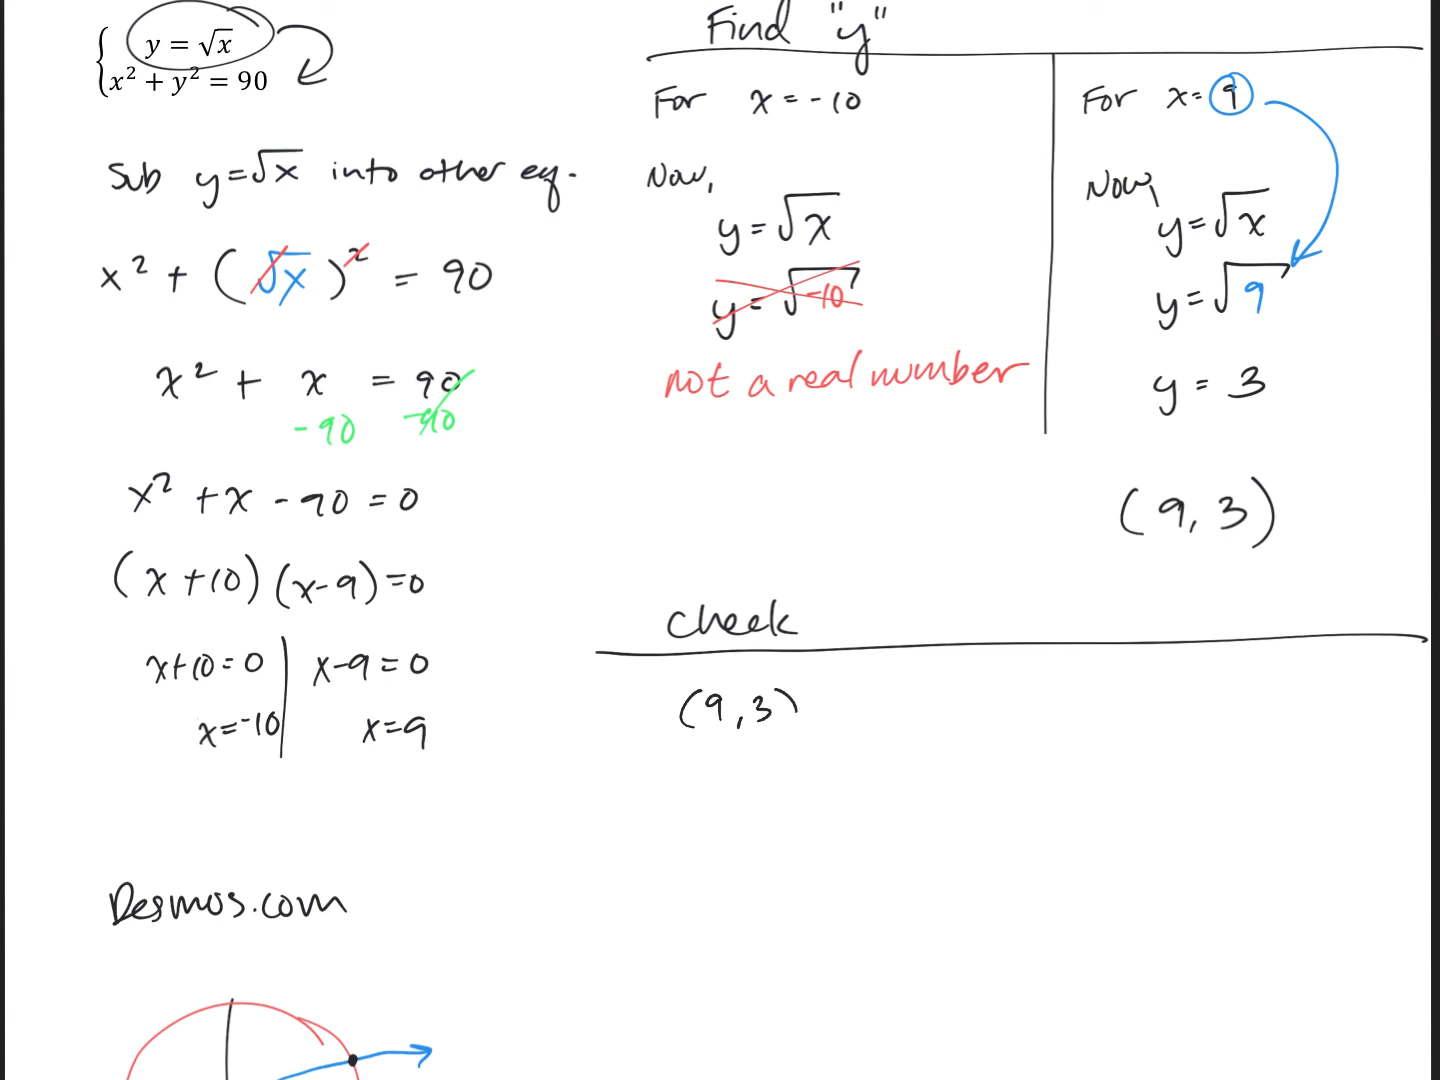 y = √x
x² + y² = 90
Sub y=√x into other eq.
x² + (√x)² = 90
x² + x = 90
-90 -90
x² + x - 90 = 0
(x+10)(x-9)=0
x+10=0 x-9=0
x=-10 x=9
Desmos.com
Find "y"
For x = -10
Now,
y = √x
y = √-10
not a real number
For x= 9
Now,
y = √x
y = √9
y = 3
(9, 3)
Check
(9, 3)